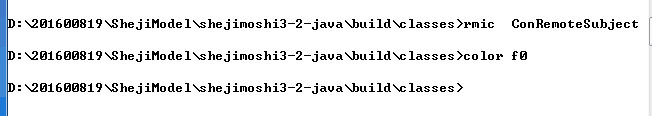 D:\201600819\ShejiModel\shejimoshi3-2-java\build\classes>rmic  ConRemoteSubject
D:\201600819\ShejiModel\shejimoshi3-2-java\build\classes>color f0
D:\201600819\ShejiModel\shejimoshi3-2-java\build\classes>